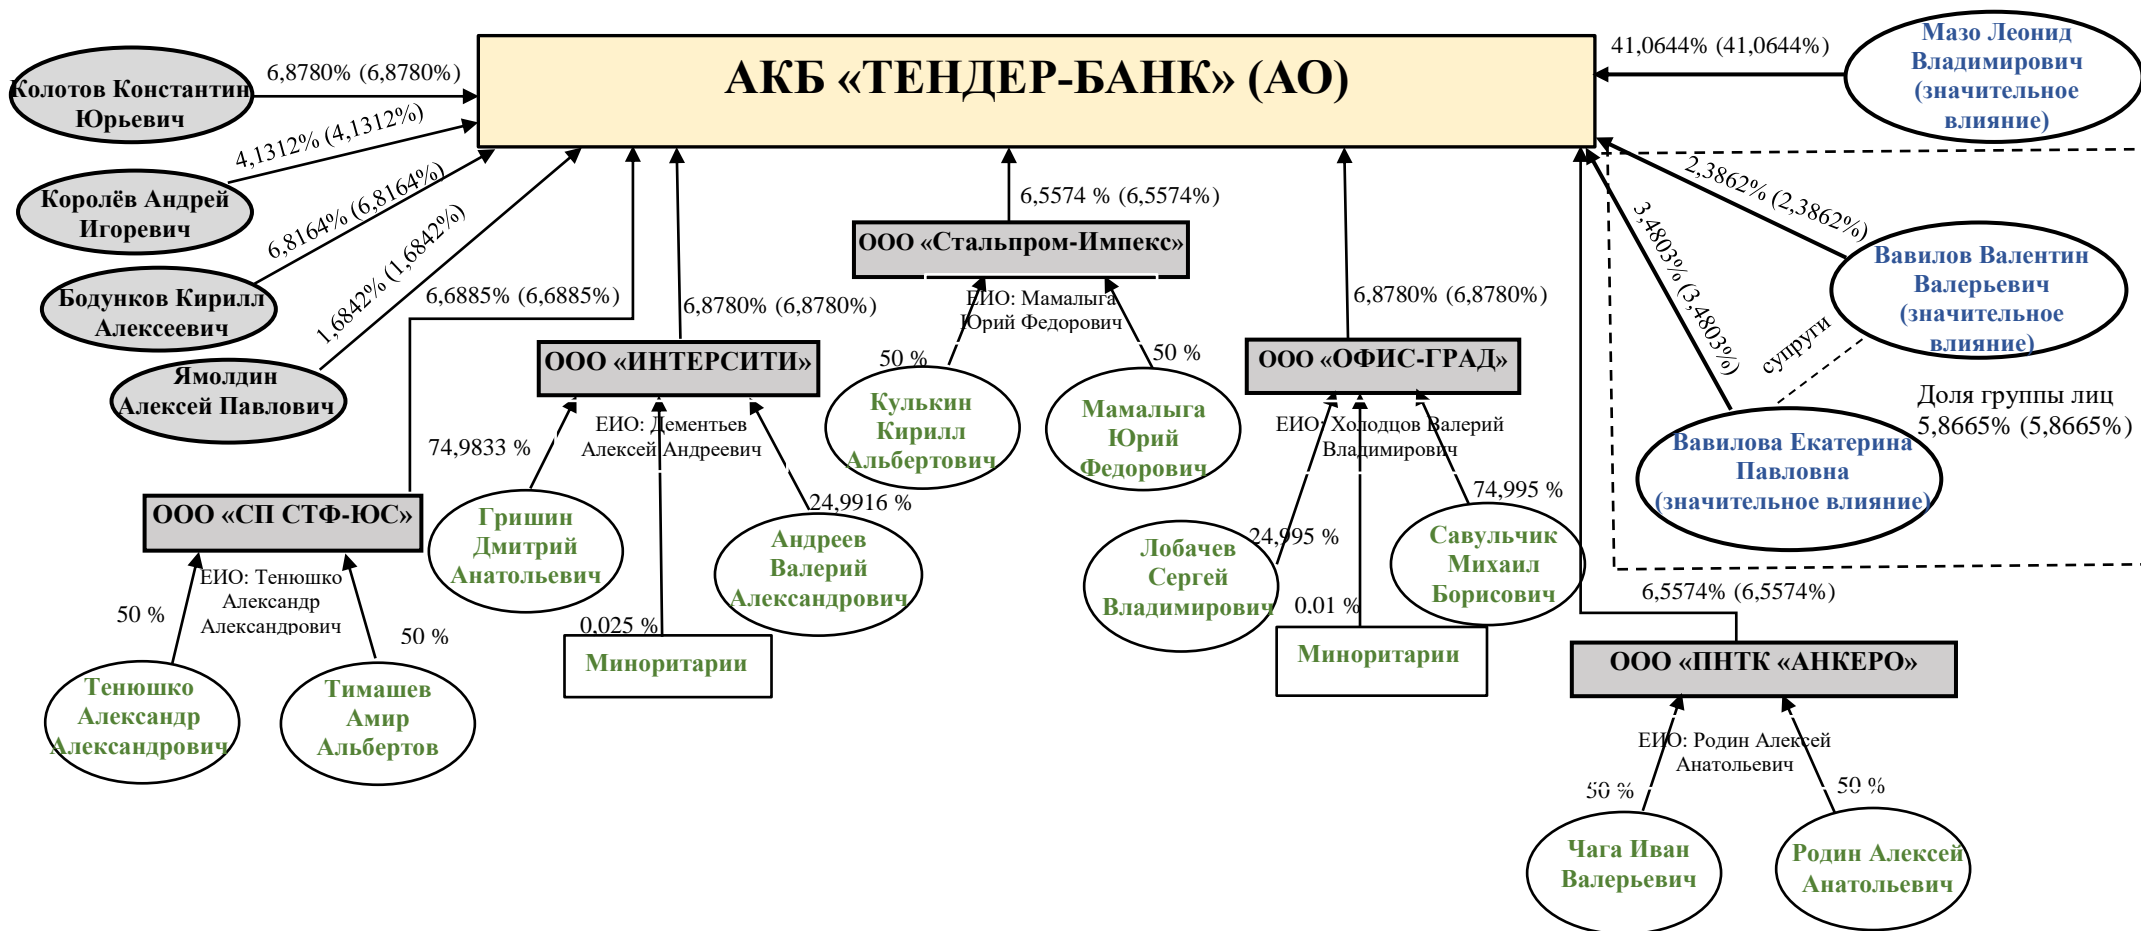 АКБ «ТЕНДЕР-БАНК» (АО)
Колотов Константин
Юрьевич
6,8780% (6,8780%)
Королёв Андрей
Игоревич
4,1312% (4,1312%)
Бодунков Кирилл
Алексеевич
6,8164% (6,8164%)
Ямолдин
Алексей Павлович
1,6842% (1,6842%)
41,0644% (41,0644%)
Мазо Леонид
Владимирович
(значительное
влияние)
2,3862% (2,3862%)
Вавилов Валентин
Валерьевич
(значительное
влияние)
3,4803% (3,4803%)
супруги
Вавилова Екатерина
Павловна
(значительное влияние)
Доля группы лиц
5,8665% (5,8665%)
6,6885% (6,6885%)
ООО «СП СТФ-ЮС»
ЕИО: Тенюшко
Александр
Александрович
50 %
50 %
Тенюшко
Александр
Александрович
Тимашев
Амир
Альбертов
6,8780% (6,8780%)
ООО «ИНТЕРСИТИ»
ЕИО: Дементьев
Алексей Андреевич
74,9833 %
24,9916 %
0,025 %
Гришин
Дмитрий
Анатольевич
Миноритарии
Андреев
Валерий
Александрович
6,5574 % (6,5574%)
ООО «Стальпром-Импекс»
ЕИО: Мамалыга
Юрий Федорович
50 %
50 %
Кулькин
Кирилл
Альбертович
Мамалыга
Юрий
Федорович
6,8780% (6,8780%)
ООО «ОФИС-ГРАД»
ЕИО: Холодцов Валерий
Владимирович
24,995 %
74,995 %
0,01 %
Лобачев
Сергей
Владимирович
Миноритарии
Савульчик
Михаил
Борисович
6,5574% (6,5574%)
ООО «ПНТК «АНКЕРО»
ЕИО: Родин Алексей
Анатольевич
50 %
50 %
Чага Иван
Валерьевич
Родин Алексей
Анатольевич